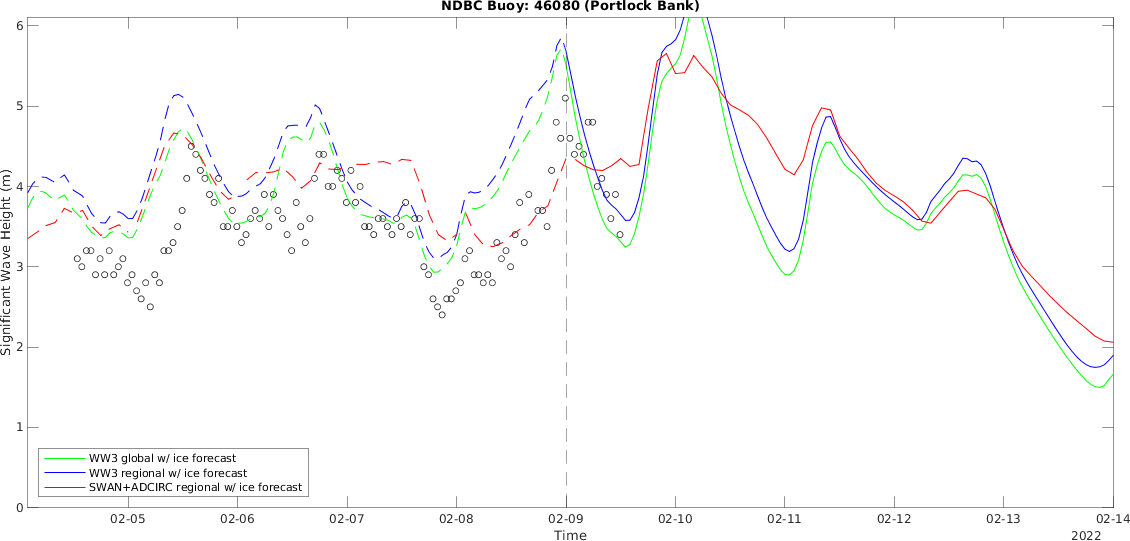 NDBC Buoy: 46080 (Portlock Bank)
6
5
4
3
2
1
0
Significant Wave Height (m)
WW3 global w/ ice forecast
WW3 regional w/ ice forecast
SWAN+ADCIRC regional w/ ice forecast
02-05 02-06 02-07 02-08 02-09 02-10 02-11 02-12 02-13 02-14
Time
2022